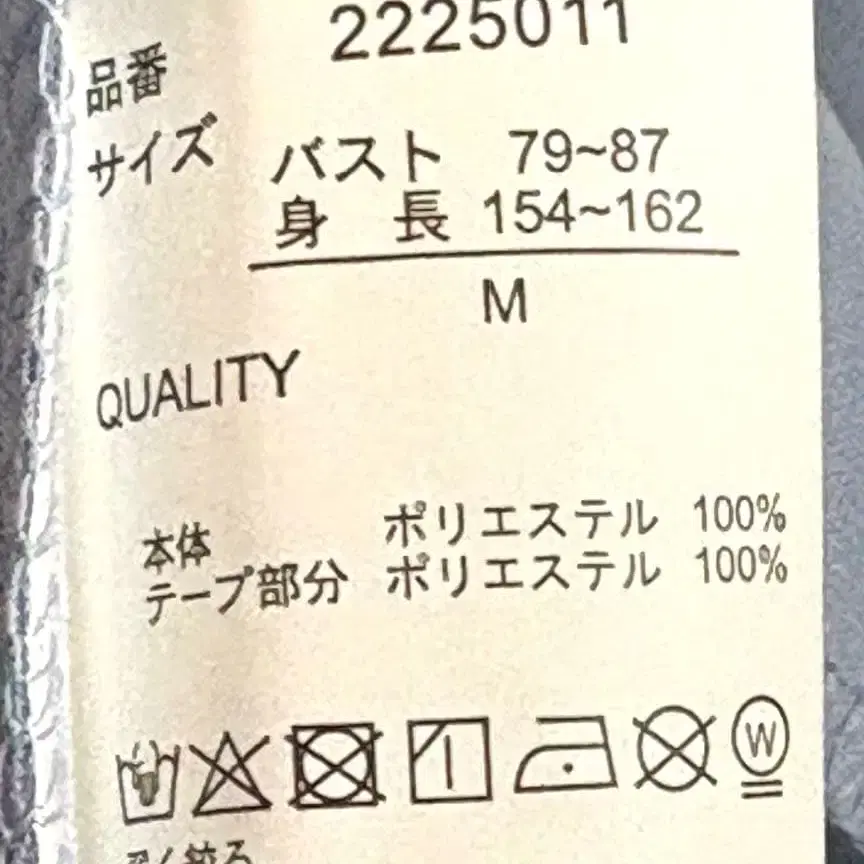 品番 2225011
サイズ バスト 79~87
身長 154~162
M
QUALITY
本体 ポリエステル 100%
テープ部分 ポリエステル 100%
W